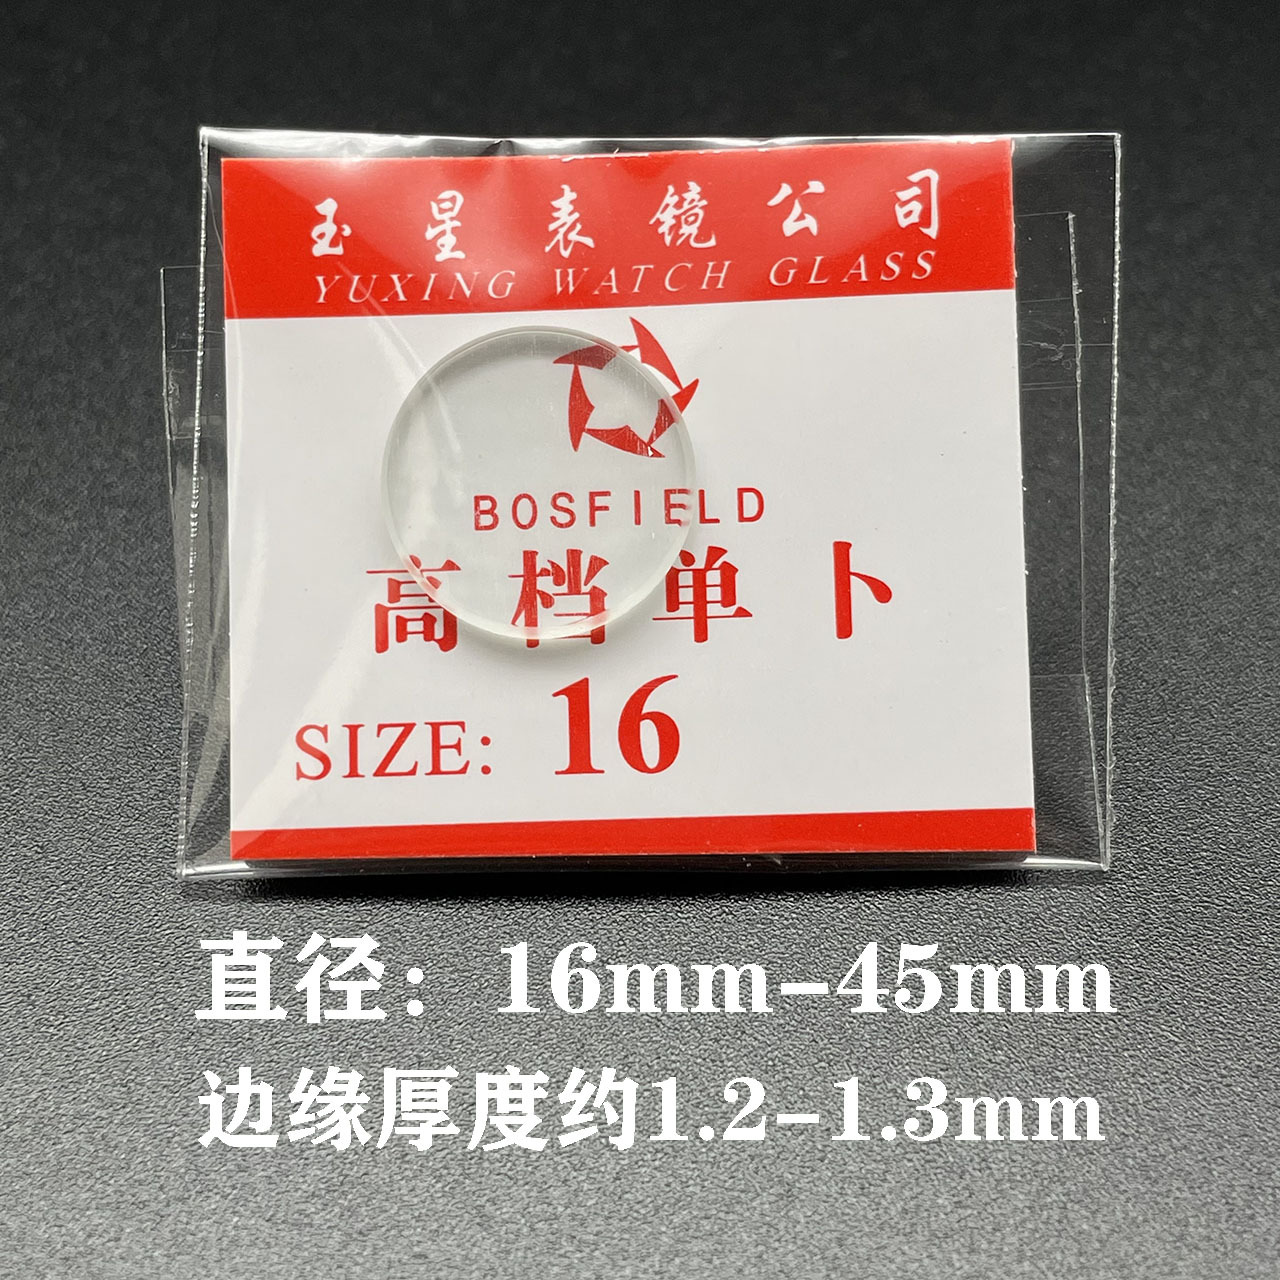 玉星表镜公司
YUXING WATCH GLASS
BOSFIELD
高档单卜
SIZE: 16
直径：16mm-45mm
边缘厚度约1.2-1.3mm